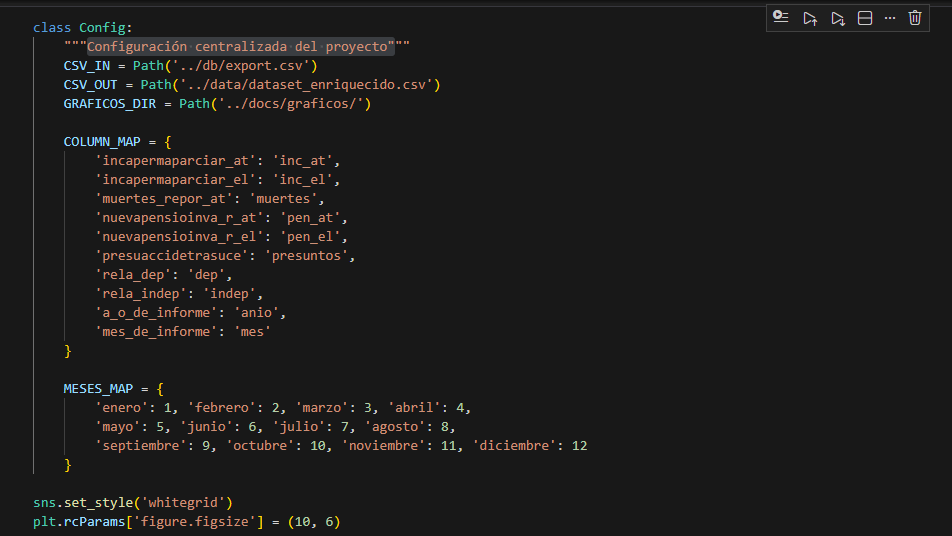 class Config:
    """Configuración centralizada del proyecto"""
    CSV_IN = Path('../db/export.csv')
    CSV_OUT = Path('../data/dataset_enriquecido.csv')
    GRAFICOS_DIR = Path('../docs/graficos/')

    COLUMN_MAP = {
        'incapermaparciar_at': 'inc_at',
        'incapermaparciar_el': 'inc_el',
        'muertes_repor_at': 'muertes',
        'nuevapensioinva_r_at': 'pen_at',
        'nuevapensioinva_r_el': 'pen_el',
        'presuaccidetrasuce': 'presuntos',
        'rela_dep': 'dep',
        'rela_indep': 'indep',
        'a_o_de_informe': 'anio',
        'mes_de_informe': 'mes'
    }

    MESES_MAP = {
        'enero': 1, 'febrero': 2, 'marzo': 3, 'abril': 4,
        'mayo': 5, 'junio': 6, 'julio': 7, 'agosto': 8,
        'septiembre': 9, 'octubre': 10, 'noviembre': 11, 'diciembre': 12
    }

sns.set_style('whitegrid')
plt.rcParams['figure.figsize'] = (10, 6)